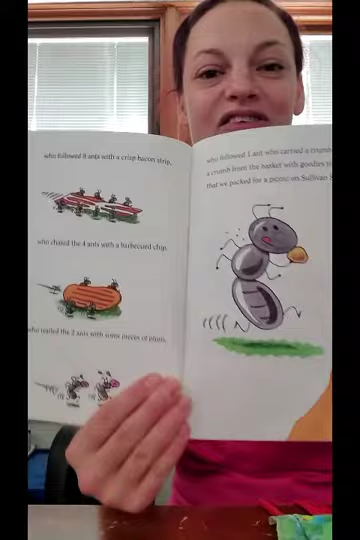 who followed 8 ants with a crisp bacon strip,
who chased the 4 ants with a barbecued chip,
who trailed the 2 ants with some pieces of plum,
who followed 1 ant who carried a crumb
a crumb from the basket with goodies
that we packed for a picnic on Sullivan